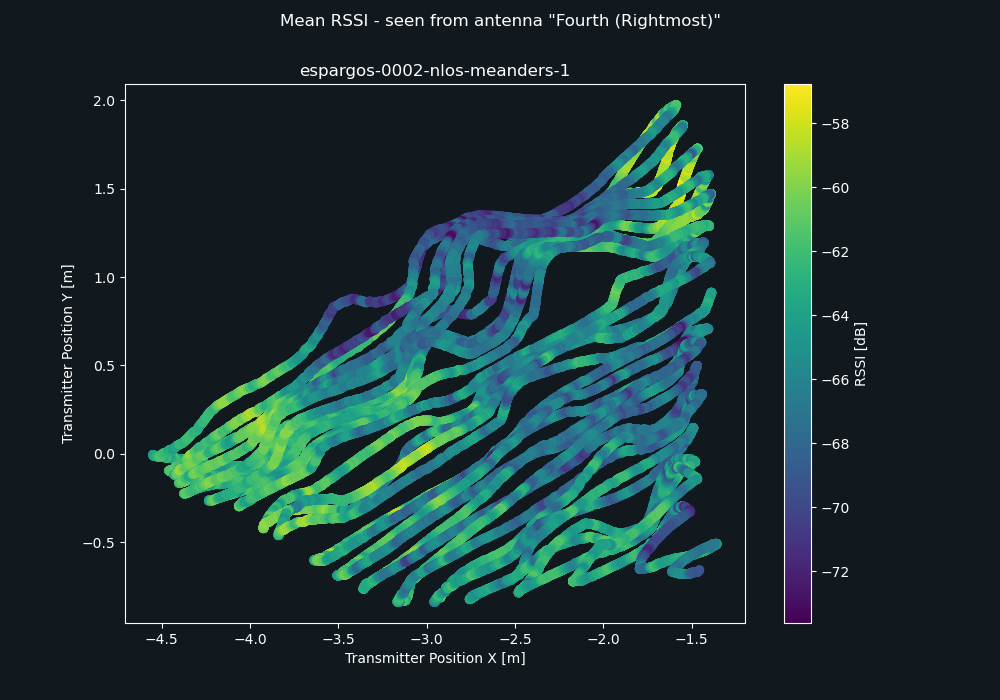 Mean RSSI - seen from antenna "Fourth (Rightmost)"
espargos-0002-nlos-meanders-1
2.0
1.5
1.0
0.5
0.0
−0.5
Transmitter Position Y [m]
−4.5 −4.0 −3.5 −3.0 −2.5 −2.0 −1.5
Transmitter Position X [m]
−58
−60
−62
−64
−66
−68
−70
−72
RSSI [dB]